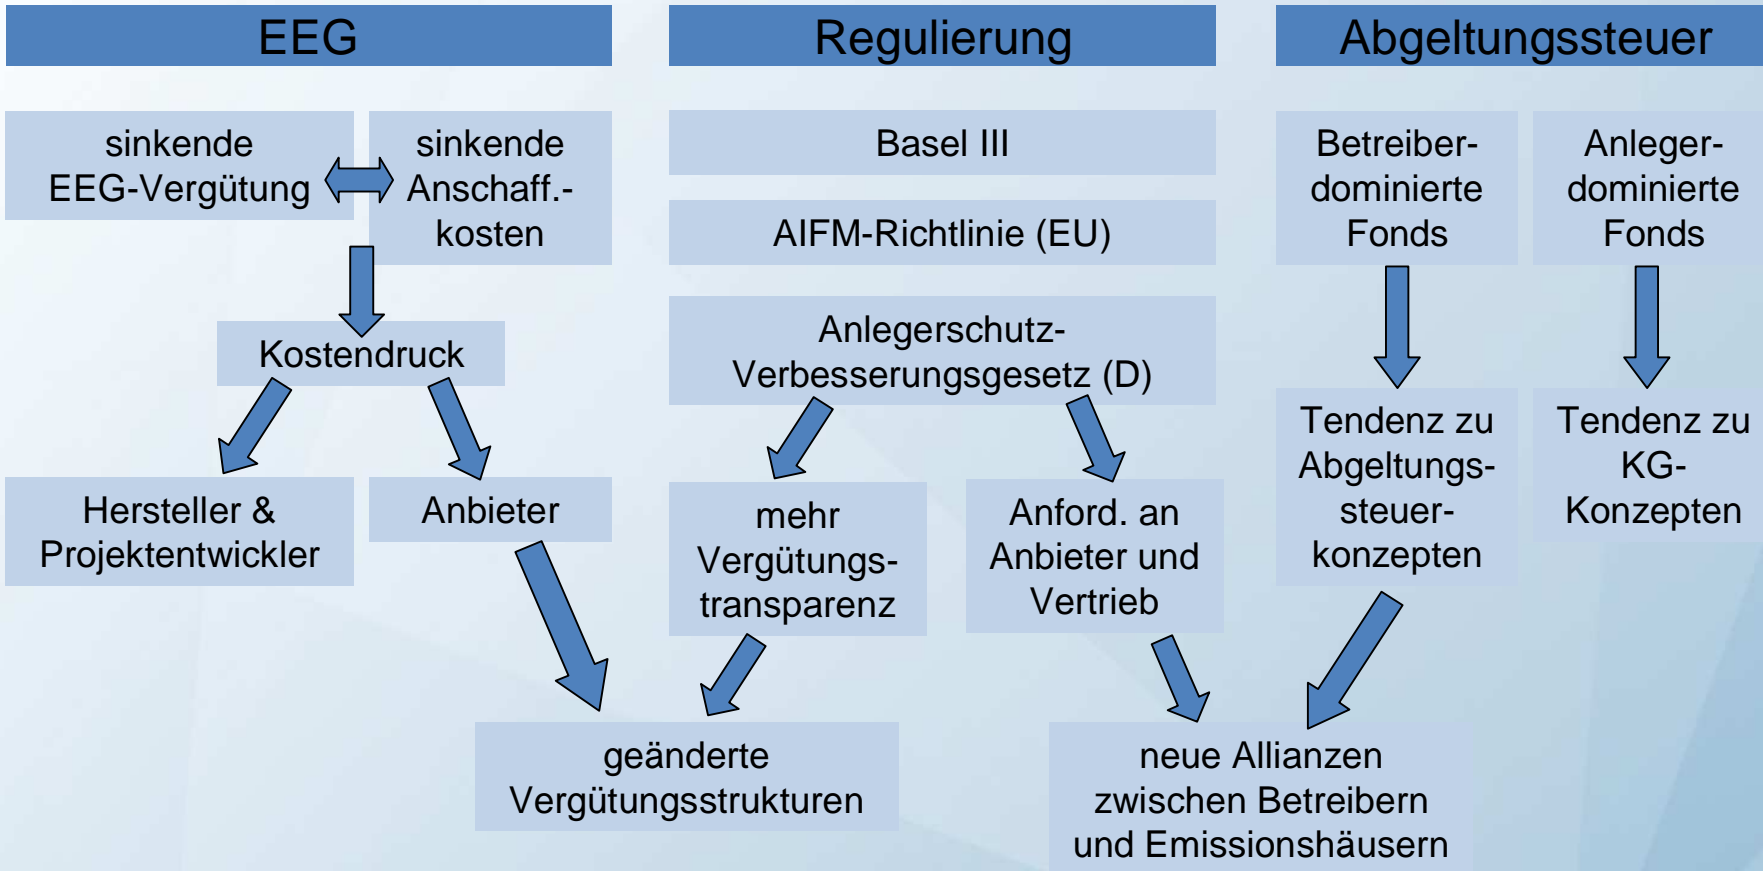 EEG
Regulierung
Abgeltungssteuer
sinkende
EEG-Vergütung
sinkende
Anschaff.-
kosten
Kostendruck
Hersteller &
Projektentwickler
Anbieter
Basel III
AIFM-Richtlinie (EU)
Anlegerschutz-
Verbesserungsgesetz (D)
mehr
Vergütungs-
transparenz
Anford. an
Anbieter und
Vertrieb
Betreiber-
dominierte
Fonds
Anleger-
dominierte
Fonds
Tendenz zu
Abgeltungs-
steuer-
konzepten
Tendenz zu
KG-
Konzepten
geänderte
Vergütungsstrukturen
neue Allianzen
zwischen Betreibern
und Emissionshäusern